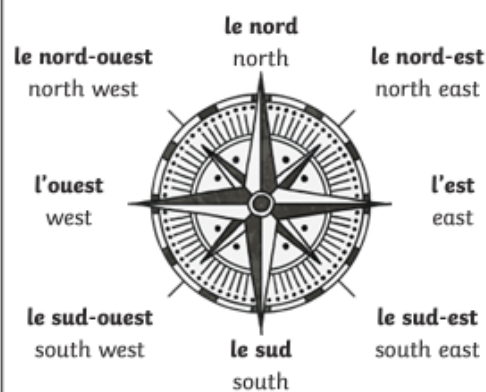 le nord
north
le nord-ouest
north west
le nord-est
north east
l'ouest
west
l'est
east
le sud-ouest
south west
le sud
south
le sud-est
south east